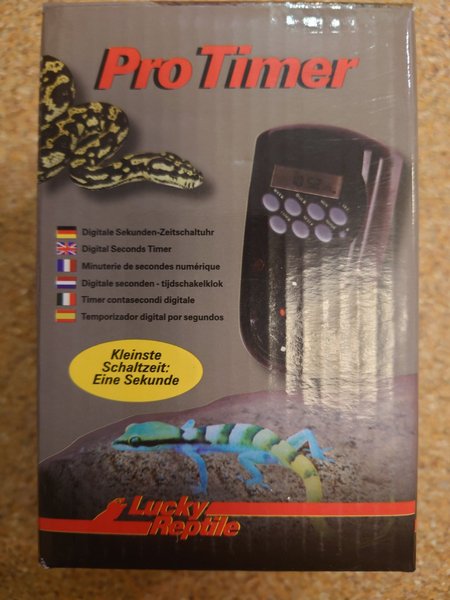 Pro Timer
Digitale Sekunden-Zeitschaltuhr
Digital Seconds Timer
Minuterie de secondes numérique
Digitale seconden - tijdschakelklok
Timer contasecondi digitale
Temporizador digital por segundos
Kleinste
Schaltzeit:
Eine Sekunde
Lucky
Reptile